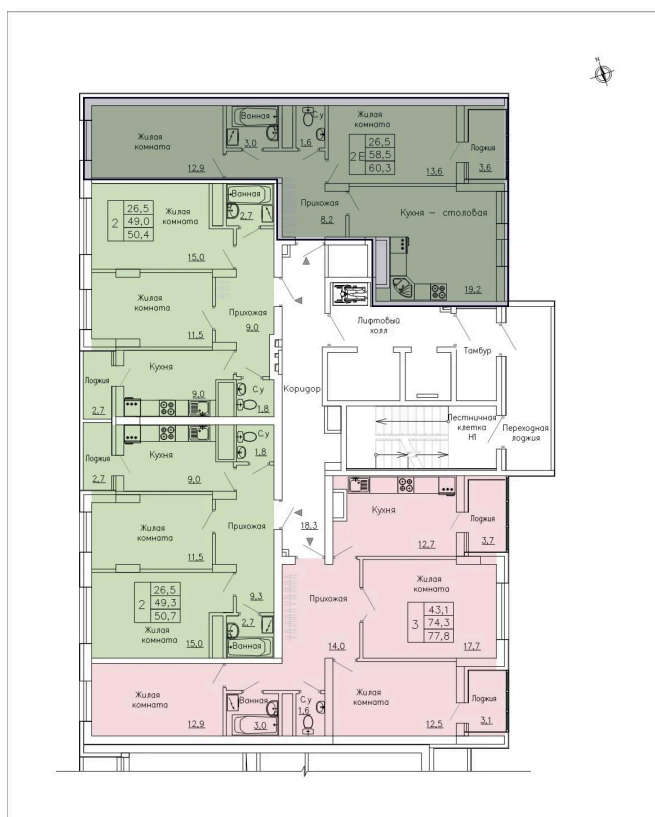 N
Жилая
комната
12.9
Ванная
3.0
С.у
1.6
Жилая
комната
2Е
26,5
58,5
60,3
13.6
Лоджия
3.6
Прихожая
8.2
Кухня – столовая
19.2
2
26,5
49,0
50,4
Жилая
комната
15.0
Ванная
2.7
Жилая
комната
11.5
Прихожая
9.0
Лоджия
2.7
Кухня
9.0
С.у
1.8
Лифтовый
холл
Тамбур
Коридор
Лестничная
клетка
Н1
Переходная
лоджия
Лоджия
2.7
Кухня
9.0
С.у
1.8
Жилая
комната
11.5
Прихожая
9.3
18.3
Кухня
12.7
Лоджия
3.7
2
26,5
49,3
50,7
Жилая
комната
15.0
2.7
Ванная
Прихожая
14.0
Жилая
комната
3
43,1
74,3
77,8
17.7
Жилая
комната
12.9
Ванная
3.0
С.у
1.6
Жилая
комната
12.5
Лоджия
3.1